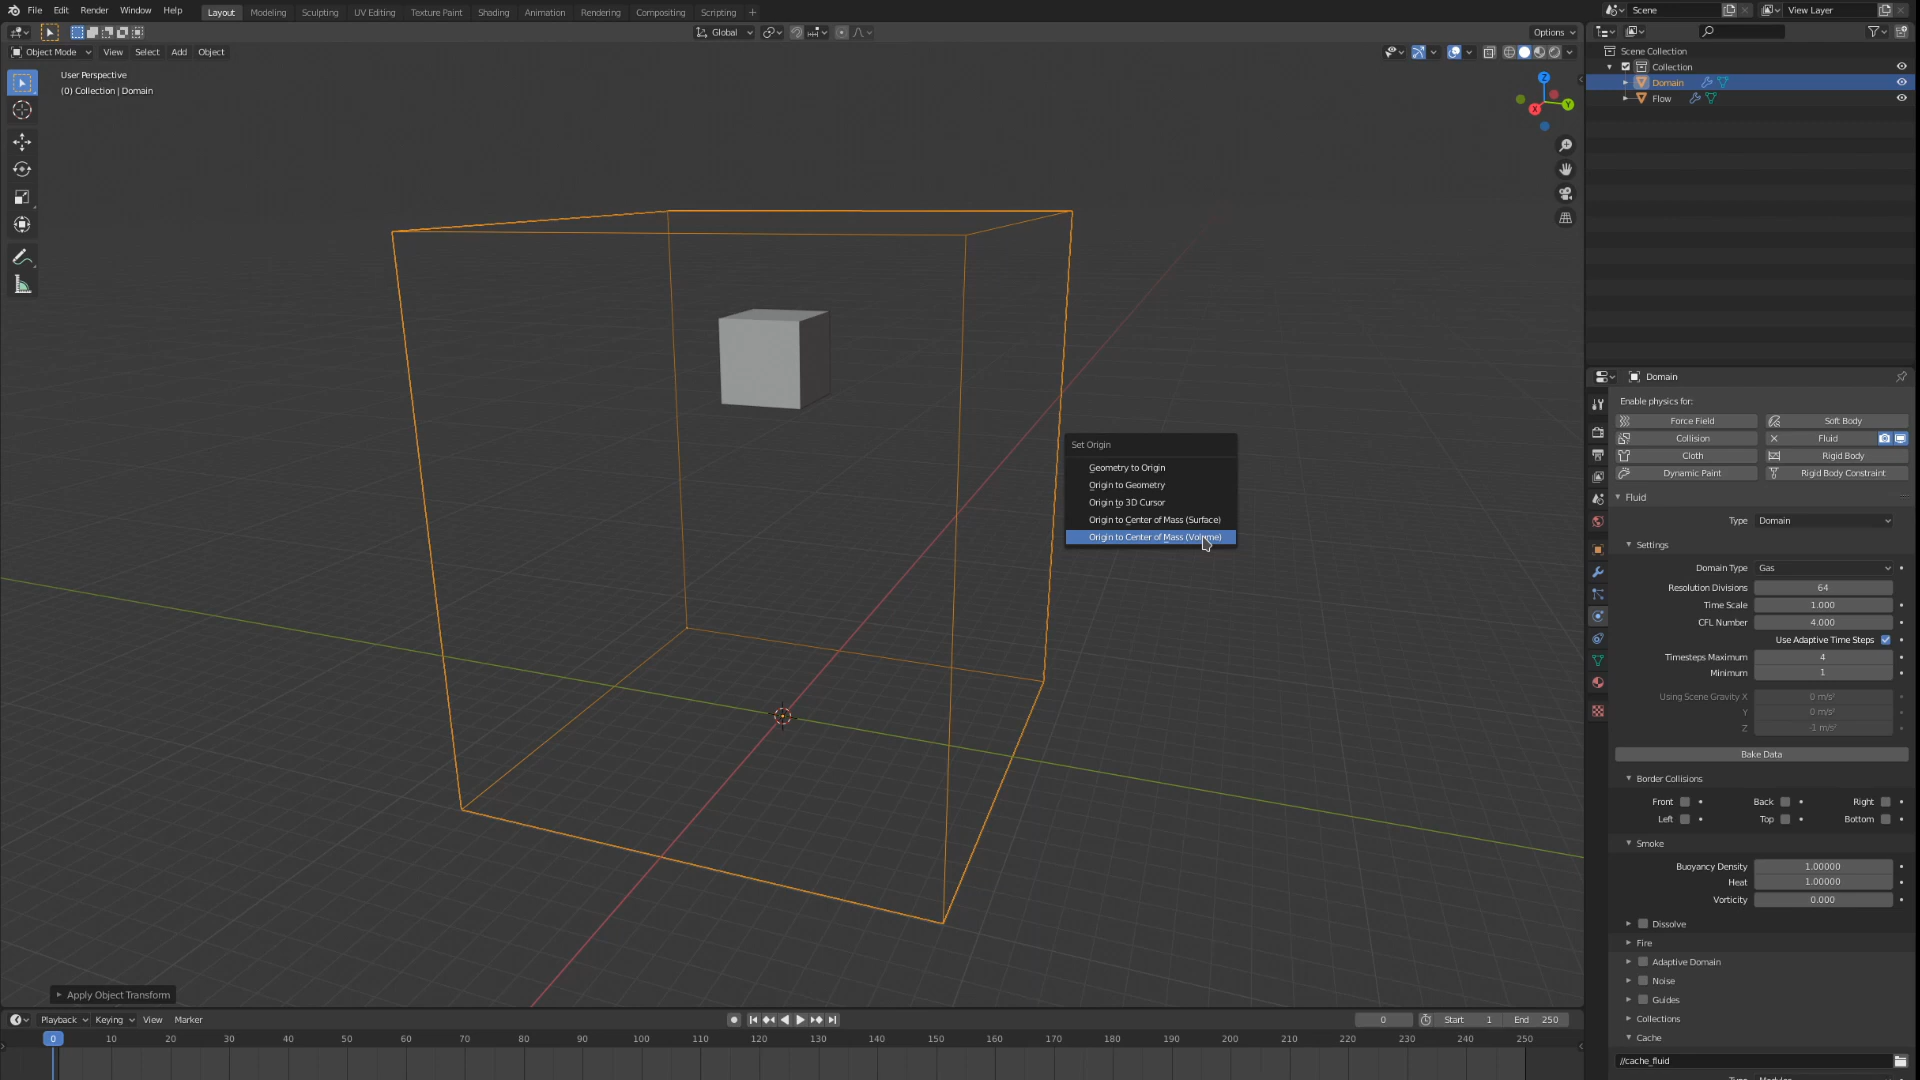 File Edit Render Window Help Layout Modeling Sculpting UV Editing Texture Paint Shading Animation Rendering Compositing Scripting + Scene View Layer
Global Options
Object Mode View Select Add Object
User Perspective
(0) Collection | Domain
Z
Y
X
Set Origin
Geometry to Origin
Origin to Geometry
Origin to 3D Cursor
Origin to Center of Mass (Surface)
Origin to Center of Mass (Volume)
Apply Object Transform
Scene Collection
Collection
Domain
Flow
Domain
Enable physics for:
Force Field Soft Body
Collision Fluid
Cloth Rigid Body
Dynamic Paint Rigid Body Constraint
Fluid
Type Domain
Settings
Domain Type Gas
Resolution Divisions 64
Time Scale 1.000
CFL Number 4.000
Use Adaptive Time Steps
Timesteps Maximum 4
Minimum 1
Using Scene Gravity X 0 m/s²
Y 0 m/s²
Z -1 m/s²
Bake Data
Border Collisions
Front Back Right
Left Top Bottom
Smoke
Buoyancy Density 1.00000
Heat 1.00000
Vorticity 0.000
Dissolve
Fire
Adaptive Domain
Noise
Guides
Collections
Cache
//cache_fluid
Playback Keying View Marker 0 Start 1 End 250
0 10 20 30 40 50 60 70 80 90 100 110 120 130 140 150 160 170 180 190 200 210 220 230 240 250